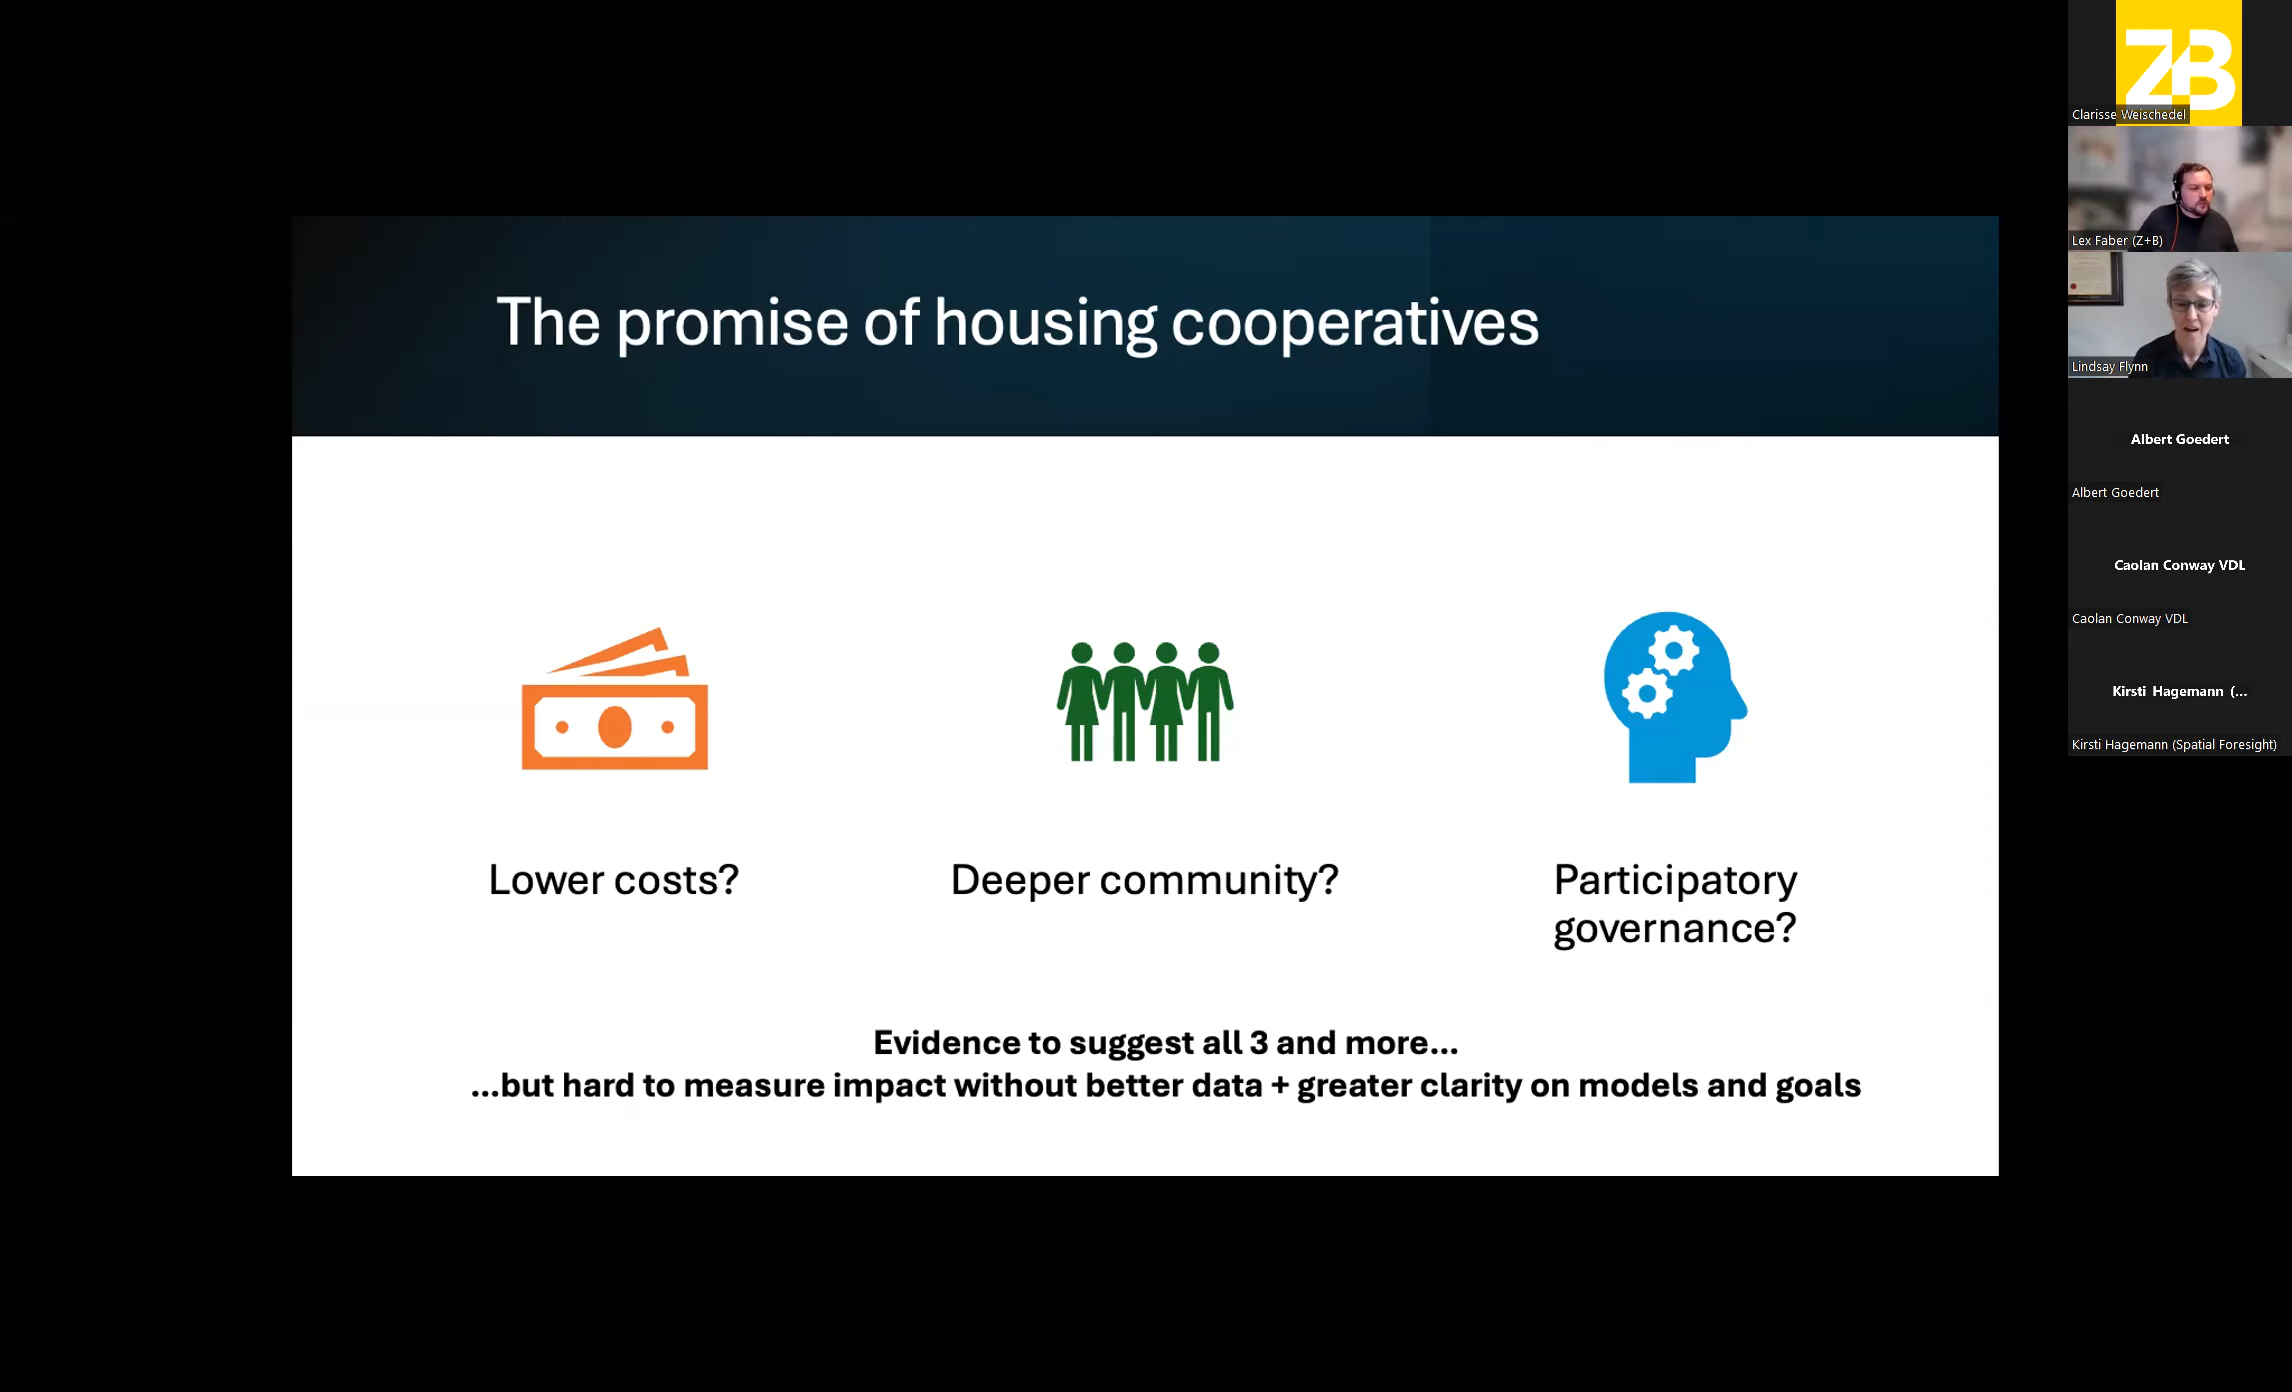 The promise of housing cooperatives
Lower costs?
Deeper community?
Participatory
governance?
Evidence to suggest all 3 and more...
...but hard to measure impact without better data + greater clarity on models and goals
ZB
Clarisse Weischedel
Lex Faber (Z+B)
Lindsay Flynn
Albert Goedert
Albert Goedert
Caolan Conway VDL
Caolan Conway VDL
Kirsti Hagemann (...
Kirsti Hagemann (Spatial Foresight)